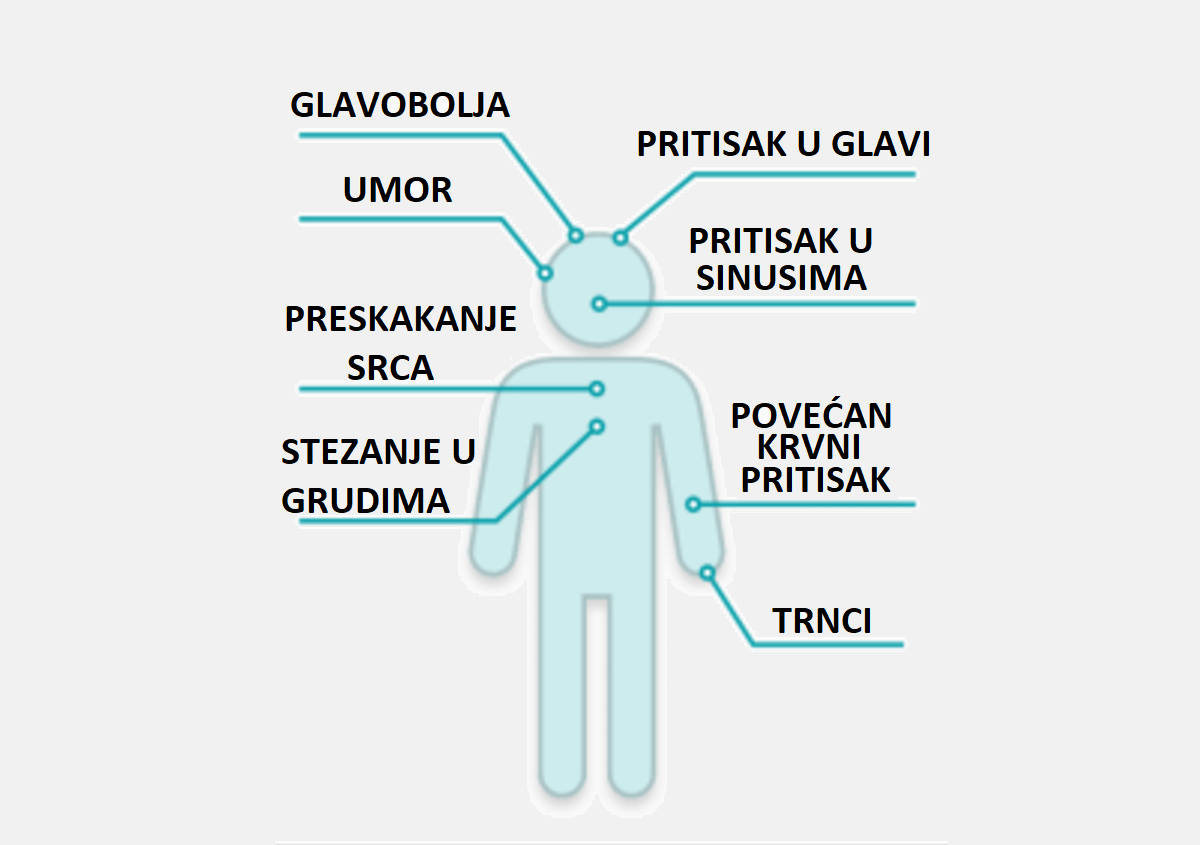 GLAVOBOLJA
PRITISAK U GLAVI
UMOR
PRITISAK U
SINUSIMA
PRESKAKANJE
SRCA
POVEĆAN
KRVNI
PRITISAK
STEZANJE U
GRUDIMA
TRNCI